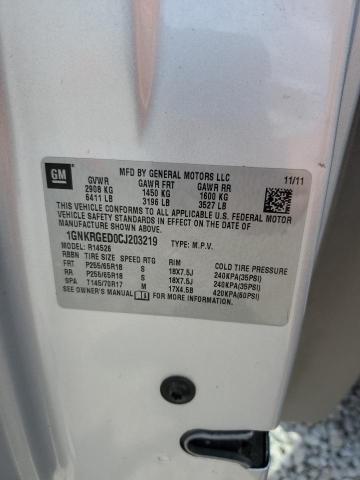 GM
MFD BY GENERAL MOTORS LLC
11/11
GVWR GAWR FRT GAWR RR
2908 KG 1450 KG 1600 KG
6411 LB 3196 LB 3527 LB
THIS VEHICLE CONFORMS TO ALL APPLICABLE U.S. FEDERAL MOTOR
VEHICLE SAFETY, BUMPER, AND THEFT PREVENTION STANDARDS
IN EFFECT ON THE DATE OF MANUFACTURE SHOWN ABOVE.
1GNKRGED0CJ203219 TYPE: M.P.V.
MODEL: R14526
RBBN TIRE SIZE SPEED RTG RIM COLD TIRE PRESSURE
FRT P255/65R18 S 18X7.5J 240KPA(35PSI)
RR P255/65R18 S 18X7.5J 240KPA(35PSI)
SPA T145/70R17 M 17X4.5B 420KPA(60PSI)
SEE OWNER'S MANUAL FOR MORE INFORMATION